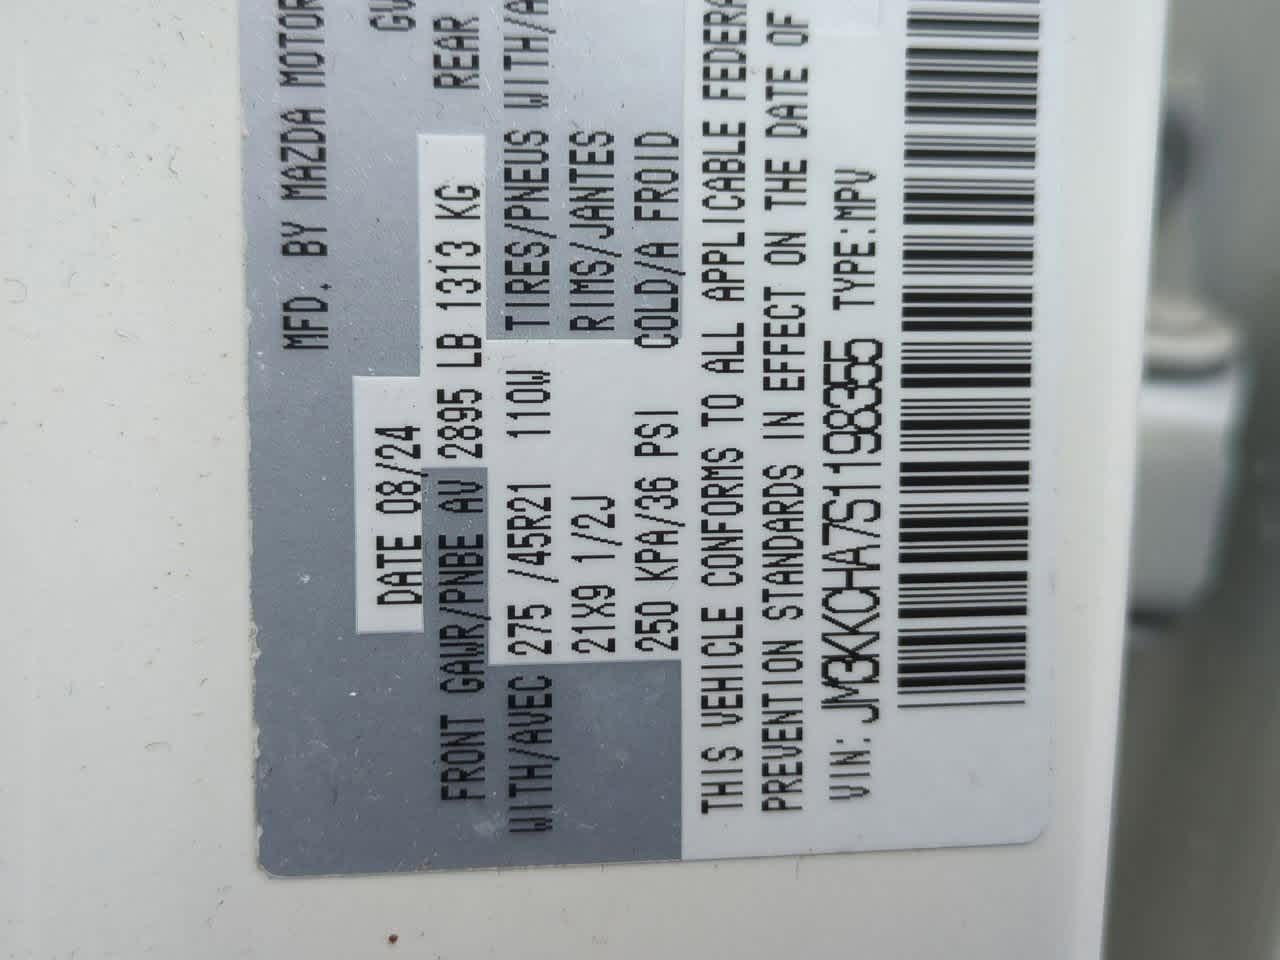 MFD. BY MAZDA MOTOR
DATE 08/24
FRONT GAWR/PNBE AV 2895 LB 1313 KG REAR
WITH/AVEC 275 /45R21 110W TIRES/PNEUS WITH/A
21X9 1/2J RIMS/JANTES
250 KPA/36 PSI COLD/A FROID
THIS VEHICLE CONFORMS TO ALL APPLICABLE FEDERA
PREVENTION STANDARDS IN EFFECT ON THE DATE OF
VIN: JM3KKCHA7S1198355 TYPE:MPV